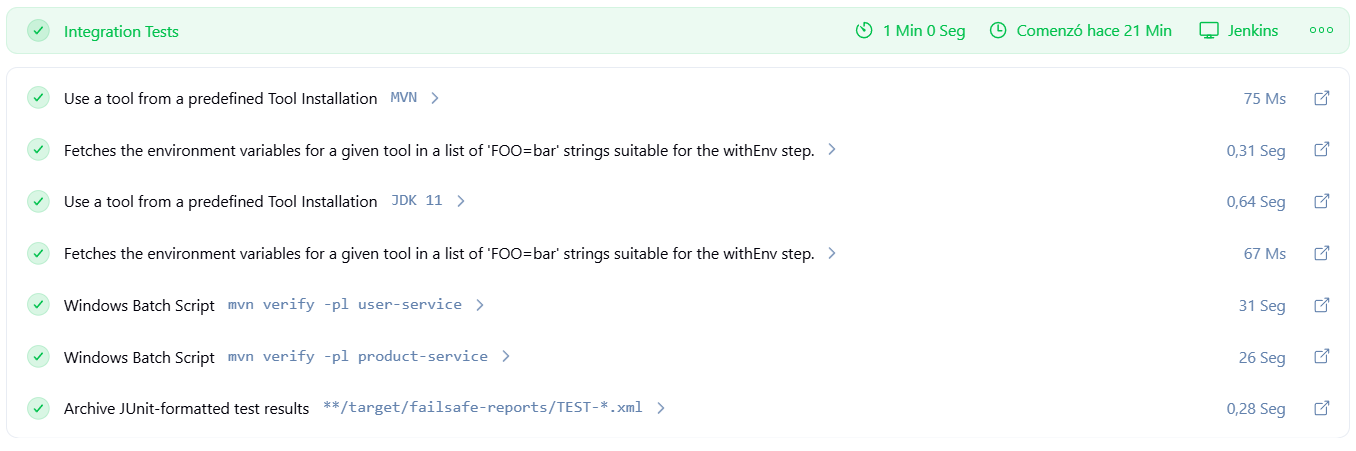 Integration Tests 1 Min 0 Seg Comenzó hace 21 Min Jenkins
Use a tool from a predefined Tool Installation MVN 75 Ms
Fetches the environment variables for a given tool in a list of 'FOO=bar' strings suitable for the withEnv step. 0,31 Seg
Use a tool from a predefined Tool Installation JDK 11 0,64 Seg
Fetches the environment variables for a given tool in a list of 'FOO=bar' strings suitable for the withEnv step. 67 Ms
Windows Batch Script mvn verify -pl user-service 31 Seg
Windows Batch Script mvn verify -pl product-service 26 Seg
Archive JUnit-formatted test results **/target/failsafe-reports/TEST-*.xml 0,28 Seg